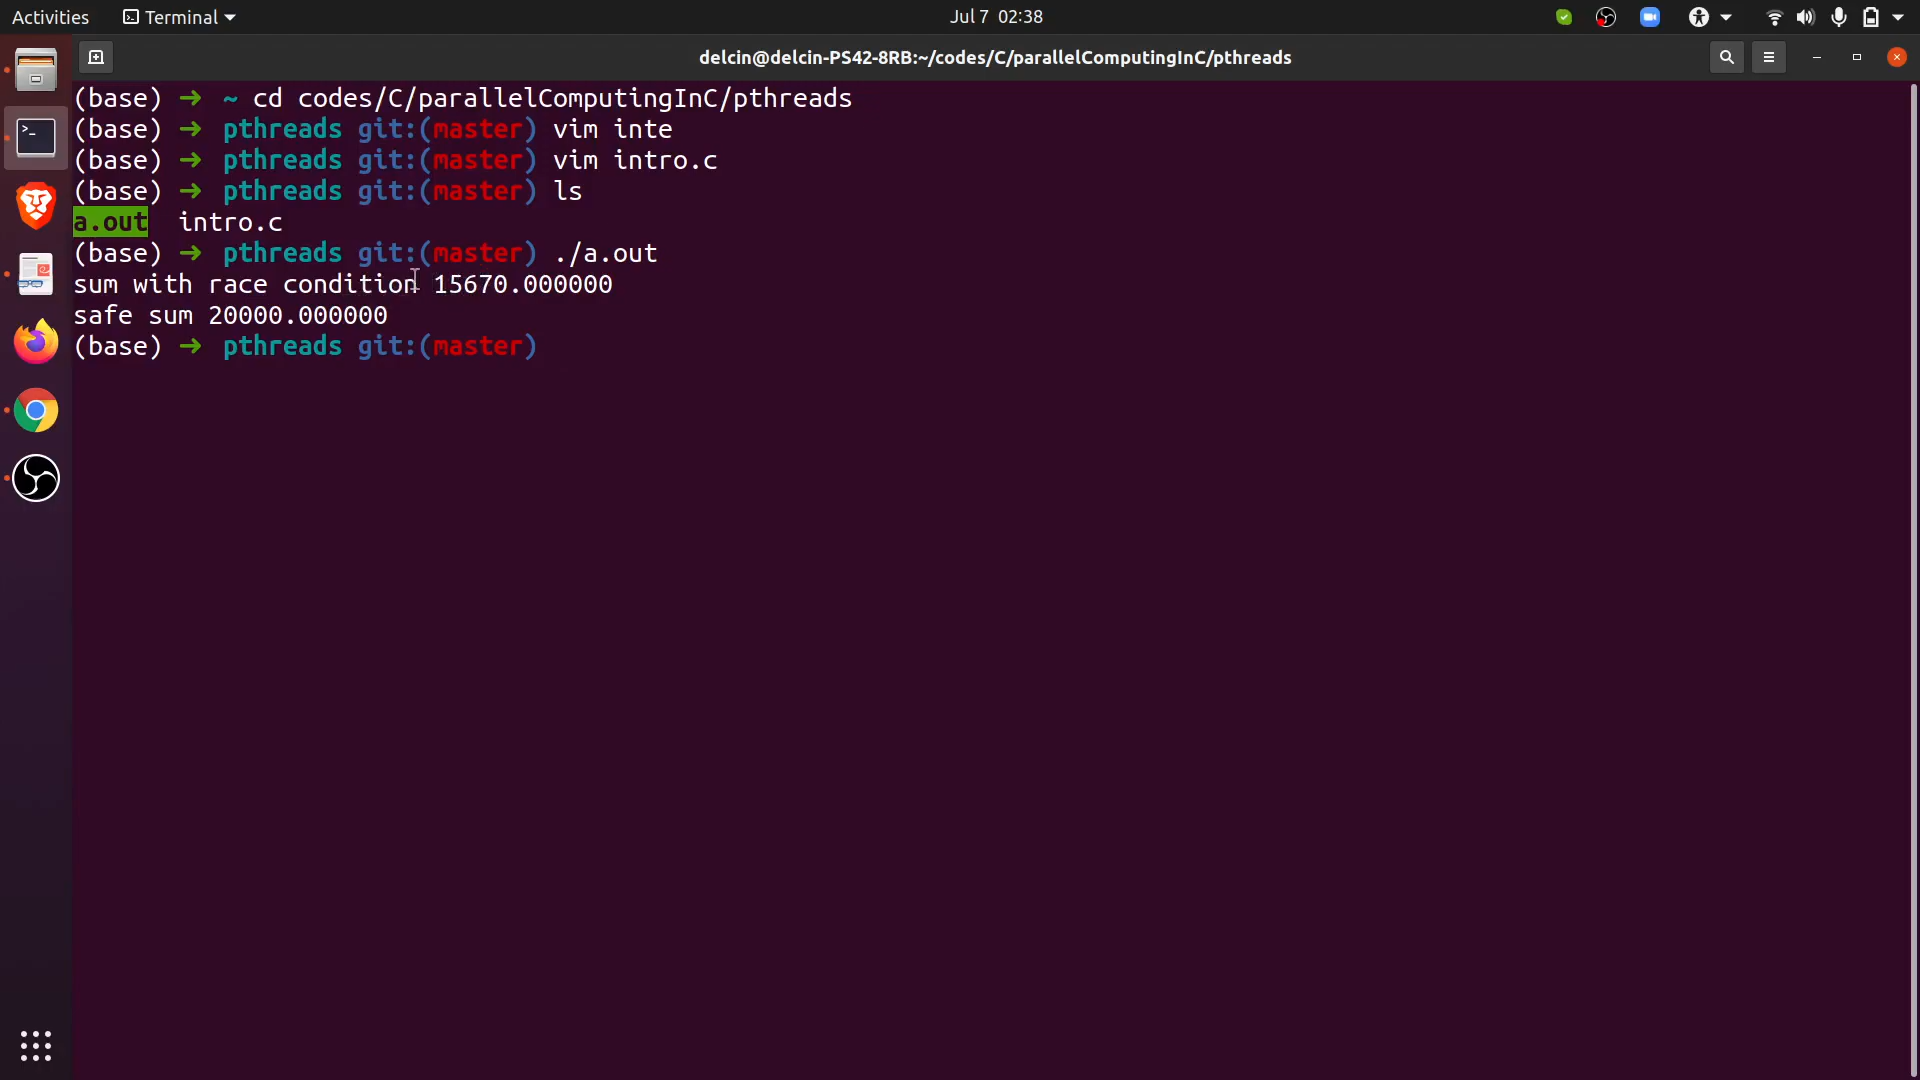 Activities
Terminal
Jul 7 02:38
delcin@delcin-PS42-8RB:~/codes/C/parallelComputingInC/pthreads
(base) → ~ cd codes/C/parallelComputingInC/pthreads
(base) → pthreads git:(master) vim inte
(base) → pthreads git:(master) vim intro.c
(base) → pthreads git:(master) ls
a.out intro.c
(base) → pthreads git:(master) ./a.out
sum with race condition 15670.000000
safe sum 20000.000000
(base) → pthreads git:(master)